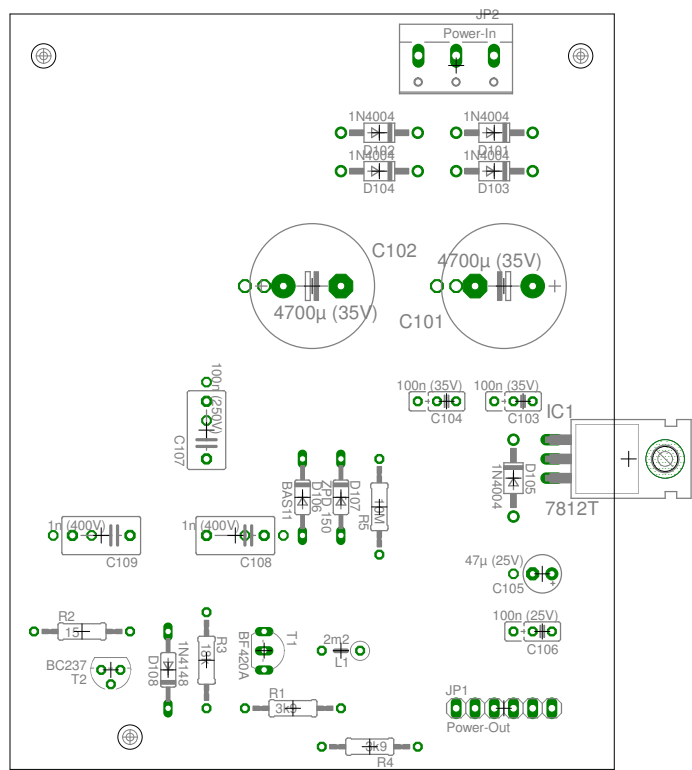 JP2
Power-In
1N4004
1N4004
D102
D101
1N4004
1N4004
D104
D103
C102
4700µ (35V)
4700µ (35V)
C101
100n (250V)
C107
100n (35V)
100n (35V)
C104
C103
IC1
7812T
D105
1N4004
BAS11
D106
ZPD 150
D107
R5
1n (400V)
1n (400V)
C109
C108
47µ (25V)
C105
100n (25V)
C106
R2
15
BC237
T2
1N4148
D108
R3
T1
BF420A
2m2
L1
R1
3k9
JP1
Power-Out
3k9
R4